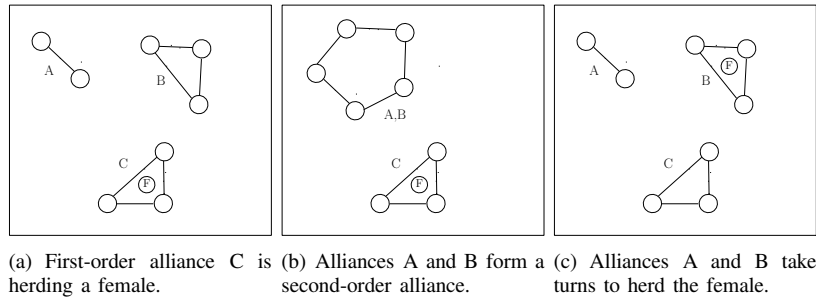 A
B
C
F
A,B
C
F
A
B
F
C
(a) First-order alliance C is
herding a female.
(b) Alliances A and B form a
second-order alliance.
(c) Alliances A and B take
turns to herd the female.